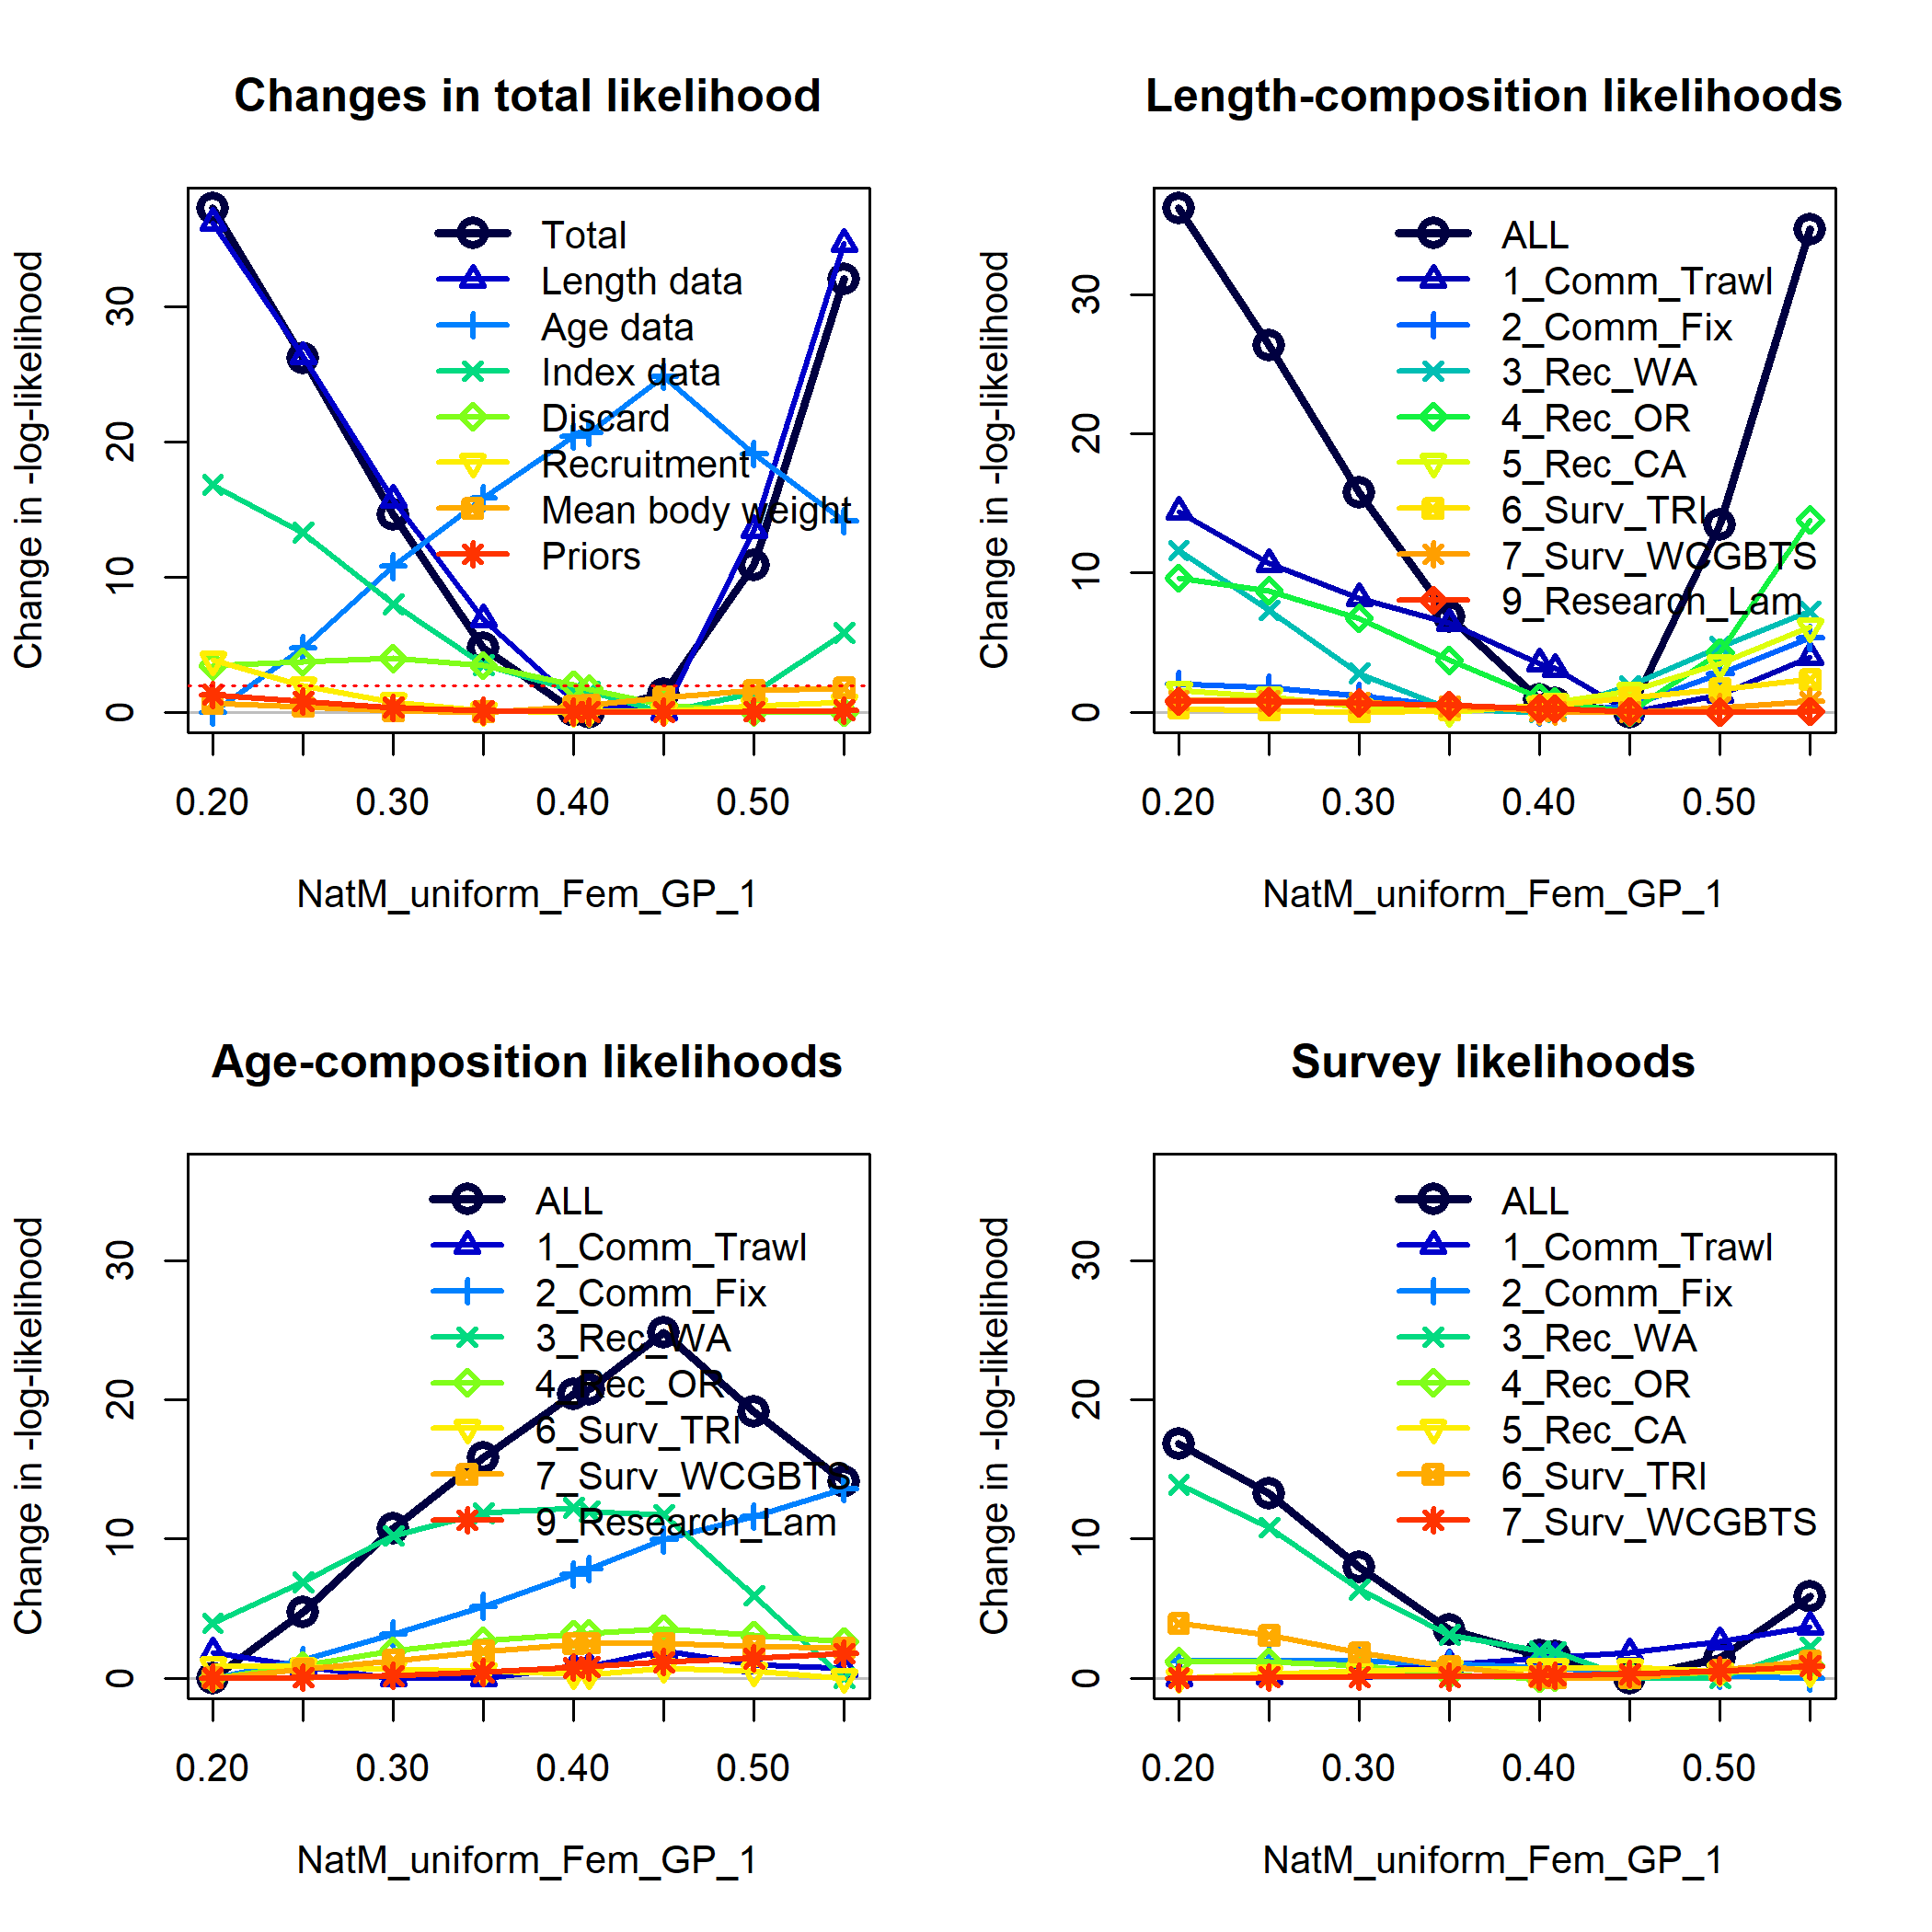 Changes in total likelihood
Change in -log-likelihood
30
20
10
0
Total
Length data
Age data
Index data
Discard
Recruitment
Mean body weight
Priors
0.20 0.30 0.40 0.50
NatM_uniform_Fem_GP_1
Length-composition likelihoods
Change in -log-likelihood
30
20
10
0
ALL
1_Comm_Trawl
2_Comm_Fix
3_Rec_WA
4_Rec_OR
5_Rec_CA
6_Surv_TRI
7_Surv_WCGBTS
9_Research_Lam
0.20 0.30 0.40 0.50
NatM_uniform_Fem_GP_1
Age-composition likelihoods
Change in -log-likelihood
30
20
10
0
ALL
1_Comm_Trawl
2_Comm_Fix
3_Rec_WA
4_Rec_OR
6_Surv_TRI
7_Surv_WCGBTS
9_Research_Lam
0.20 0.30 0.40 0.50
NatM_uniform_Fem_GP_1
Survey likelihoods
Change in -log-likelihood
30
20
10
0
ALL
1_Comm_Trawl
2_Comm_Fix
3_Rec_WA
4_Rec_OR
5_Rec_CA
6_Surv_TRI
7_Surv_WCGBTS
0.20 0.30 0.40 0.50
NatM_uniform_Fem_GP_1